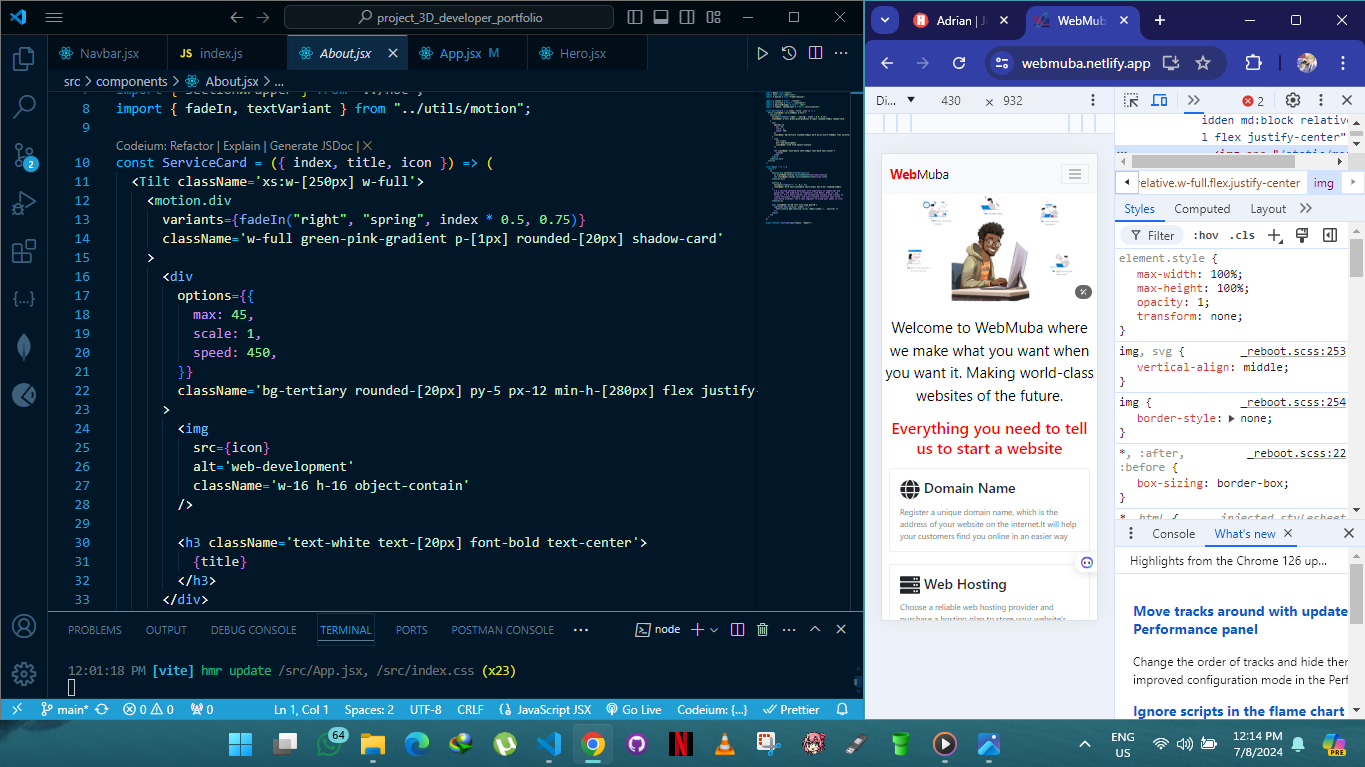 project_3D_developer_portfolio
Navbar.jsx
JS index.js
About.jsx
App.jsx M
Hero.jsx
src > components > About.jsx > ...
8 import { fadeIn, textVariant } from "../utils/motion";
9
Codeium: Refactor | Explain | Generate JSDoc | X
10 const ServiceCard = ({ index, title, icon }) => (
11 <Tilt className='xs:w-[250px] w-full'>
12 <motion.div
13 variants={fadeIn("right", "spring", index * 0.5, 0.75)}
14 className='w-full green-pink-gradient p-[1px] rounded-[20px] shadow-card'
15 >
16 <div
17 options={{
18 max: 45,
19 scale: 1,
20 speed: 450,
21 }}
22 className='bg-tertiary rounded-[20px] py-5 px-12 min-h-[280px] flex justify-
23 >
24 <img
25 src={icon}
26 alt='web-development'
27 className='w-16 h-16 object-contain'
28 />
29
30 <h3 className='text-white text-[20px] font-bold text-center'>
31 {title}
32 </h3>
33 </div>
PROBLEMS OUTPUT DEBUG CONSOLE TERMINAL PORTS POSTMAN CONSOLE
node
12:01:18 PM [vite] hmr update /src/App.jsx, /src/index.css (x23)
main* 0 0 0 Ln 1, Col 1 Spaces: 2 UTF-8 CRLF JavaScript JSX Go Live Codeium: {...} Prettier
2
Adrian | J
WebMub
webmuba.netlify.app
Di... 430 × 932
2
WebMuba
Welcome to WebMuba where
we make what you want when
you want it. Making world-class
websites of the future.
Everything you need to tell
us to start a website
Domain Name
Register a unique domain name, which is the
address of your website on the internet.It will help
your customers find you online in an easier way
Web Hosting
Choose a reliable web hosting provider and
purchase a hosting plan to store your website's
idden md:block relative
l flex justify-center"
relative.w-full.flex.justify-center img
Styles Computed Layout
Filter :hov .cls
element.style {
max-width: 100%;
max-height: 100%;
opacity: 1;
transform: none;
}
img, svg { _reboot.scss:253
vertical-align: middle;
}
img { _reboot.scss:254
border-style: none;
}
*, :after, _reboot.scss:22
:before {
box-sizing: border-box;
}
Console What's new
Highlights from the Chrome 126 up...
Move tracks around with update
Performance panel
Change the order of tracks and hide ther
improved configuration mode in the Perf
Ignore scripts in the flame chart
64
ENG
US
12:14 PM
7/8/2024
PRE